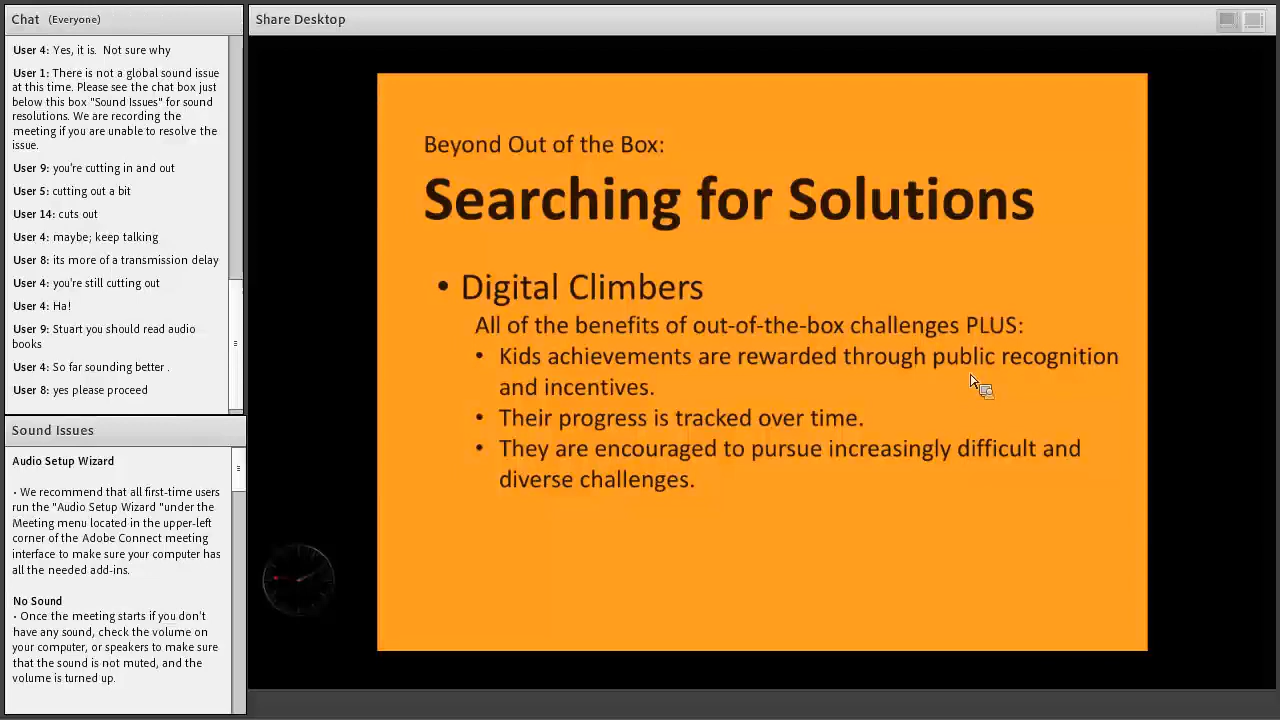 Chat (Everyone)
User 4: Yes, it is.  Not sure why
User 1: There is not a global sound issue
at this time. Please see the chat box just
below this box "Sound Issues" for sound
resolutions. We are recording the
meeting if you are unable to resolve the
issue.
User 9: you're cutting in and out
User 5: cutting out a bit
User 14: cuts out
User 4: maybe; keep talking
User 8: its more of a transmission delay
User 4: you're still cutting out
User 4: Ha!
User 9: Stuart you should read audio
books
User 4: So far sounding better .
User 8: yes please proceed
Sound Issues
Audio Setup Wizard
• We recommend that all first-time users
run the "Audio Setup Wizard "under the
Meeting menu located in the upper-left
corner of the Adobe Connect meeting
interface to make sure your computer has
all the needed add-ins.
No Sound
• Once the meeting starts if you don't
have any sound, check the volume on
your computer, or speakers to make sure
that the sound is not muted, and the
volume is turned up.
Share Desktop
Beyond Out of the Box:
Searching for Solutions
• Digital Climbers
All of the benefits of out-of-the-box challenges PLUS:
• Kids achievements are rewarded through public recognition
and incentives.
• Their progress is tracked over time.
• They are encouraged to pursue increasingly difficult and
diverse challenges.